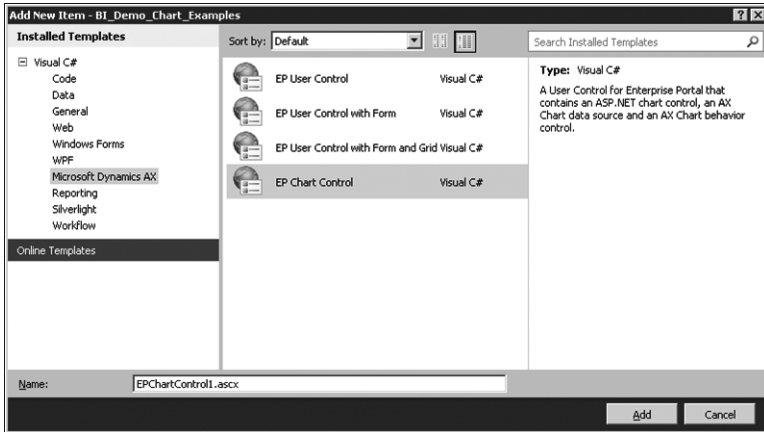 Add New Item - BI_Demo_Chart_Examples
Installed Templates
Visual C#
Code
Data
General
Web
Windows Forms
WPF
Microsoft Dynamics AX
Reporting
Silverlight
Workflow
Online Templates
Sort by: Default
EP User Control Visual C#
EP User Control with Form Visual C#
EP User Control with Form and Grid Visual C#
EP Chart Control Visual C#
Search Installed Templates
Type: Visual C#
A User Control for Enterprise Portal that
contains an ASP.NET chart control, an AX
Chart data source and an AX Chart behavior
control.
Name: EPChartControl1.ascx
Add Cancel